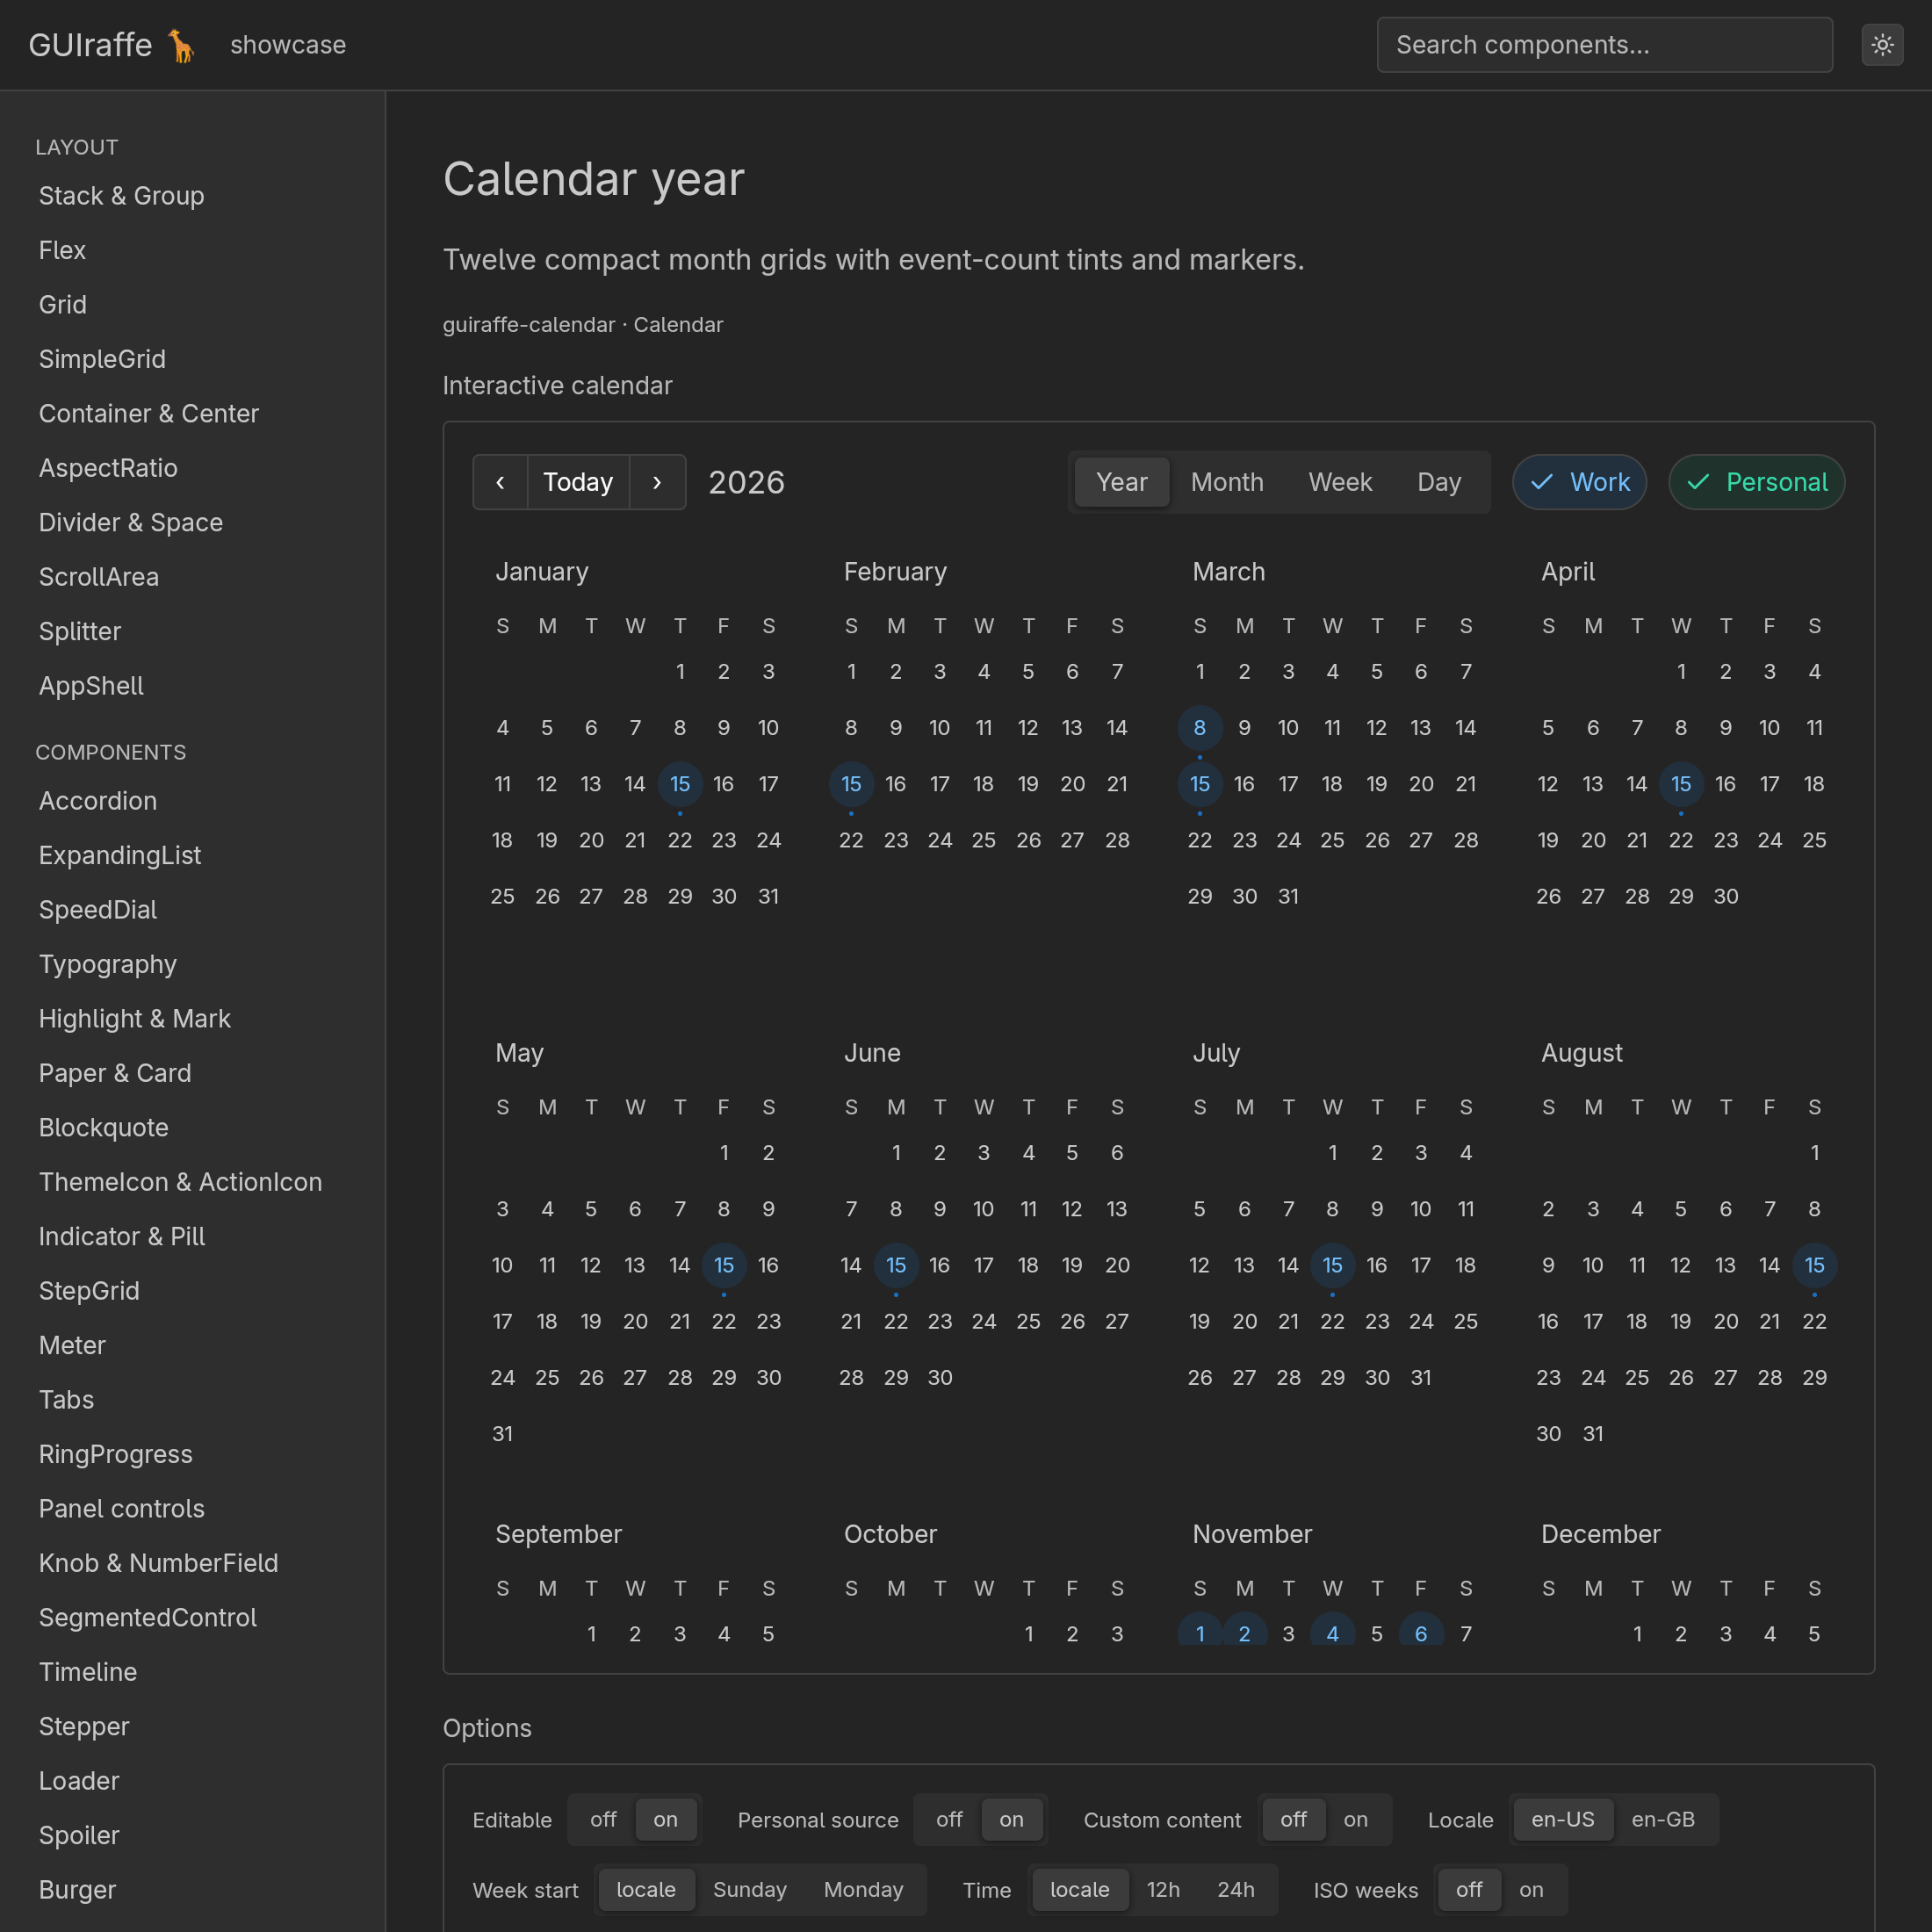 GUIraffe 🦒 showcase Search components...
LAYOUT
Stack & Group
Flex
Grid
SimpleGrid
Container & Center
AspectRatio
Divider & Space
ScrollArea
Splitter
AppShell
COMPONENTS
Accordion
ExpandingList
SpeedDial
Typography
Highlight & Mark
Paper & Card
Blockquote
ThemeIcon & ActionIcon
Indicator & Pill
StepGrid
Meter
Tabs
RingProgress
Panel controls
Knob & NumberField
SegmentedControl
Timeline
Stepper
Loader
Spoiler
Burger
Calendar year
Twelve compact month grids with event-count tints and markers.
guiraffe-calendar · Calendar
Interactive calendar
‹ Today › 2026 Year Month Week Day Work Personal
January
S M T W T F S
1 2 3
4 5 6 7 8 9 10
11 12 13 14 15 16 17
18 19 20 21 22 23 24
25 26 27 28 29 30 31
February
S M T W T F S
1 2 3 4 5 6 7
8 9 10 11 12 13 14
15 16 17 18 19 20 21
22 23 24 25 26 27 28
March
S M T W T F S
1 2 3 4 5 6 7
8 9 10 11 12 13 14
15 16 17 18 19 20 21
22 23 24 25 26 27 28
29 30 31
April
S M T W T F S
1 2 3 4
5 6 7 8 9 10 11
12 13 14 15 16 17 18
19 20 21 22 23 24 25
26 27 28 29 30
May
S M T W T F S
1 2
3 4 5 6 7 8 9
10 11 12 13 14 15 16
17 18 19 20 21 22 23
24 25 26 27 28 29 30
31
June
S M T W T F S
1 2 3 4 5 6
7 8 9 10 11 12 13
14 15 16 17 18 19 20
21 22 23 24 25 26 27
28 29 30
July
S M T W T F S
1 2 3 4
5 6 7 8 9 10 11
12 13 14 15 16 17 18
19 20 21 22 23 24 25
26 27 28 29 30 31
August
S M T W T F S
1
2 3 4 5 6 7 8
9 10 11 12 13 14 15
16 17 18 19 20 21 22
23 24 25 26 27 28 29
30 31
September
S M T W T F S
1 2 3 4 5
October
S M T W T F S
1 2 3
November
S M T W T F S
1 2 3 4 5 6 7
December
S M T W T F S
1 2 3 4 5
Options
Editable off on Personal source off on Custom content off on Locale en-US en-GB
Week start locale Sunday Monday Time locale 12h 24h ISO weeks off on